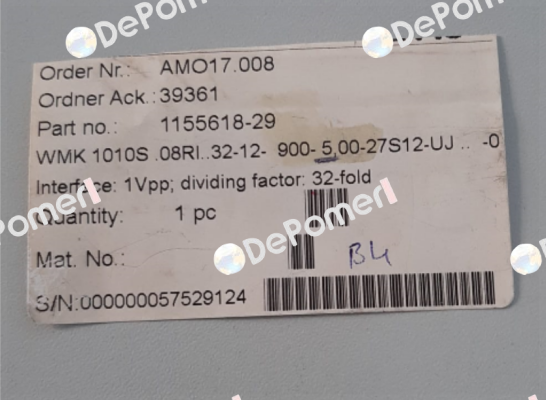 DePomerI DePomerI
Order Nr.: AMO17.008
Ordner Ack.: 39361
Part no.: 1155618-29
WMK 1010S .08RI..32-12- 900- 5,00-27S12-UJ .. -0
Interface: 1Vpp; dividing factor: 32-fold
DePomerI
Quantity: 1 pc
DePomerI
Mat. No.:
B4
S/N:000000057529124